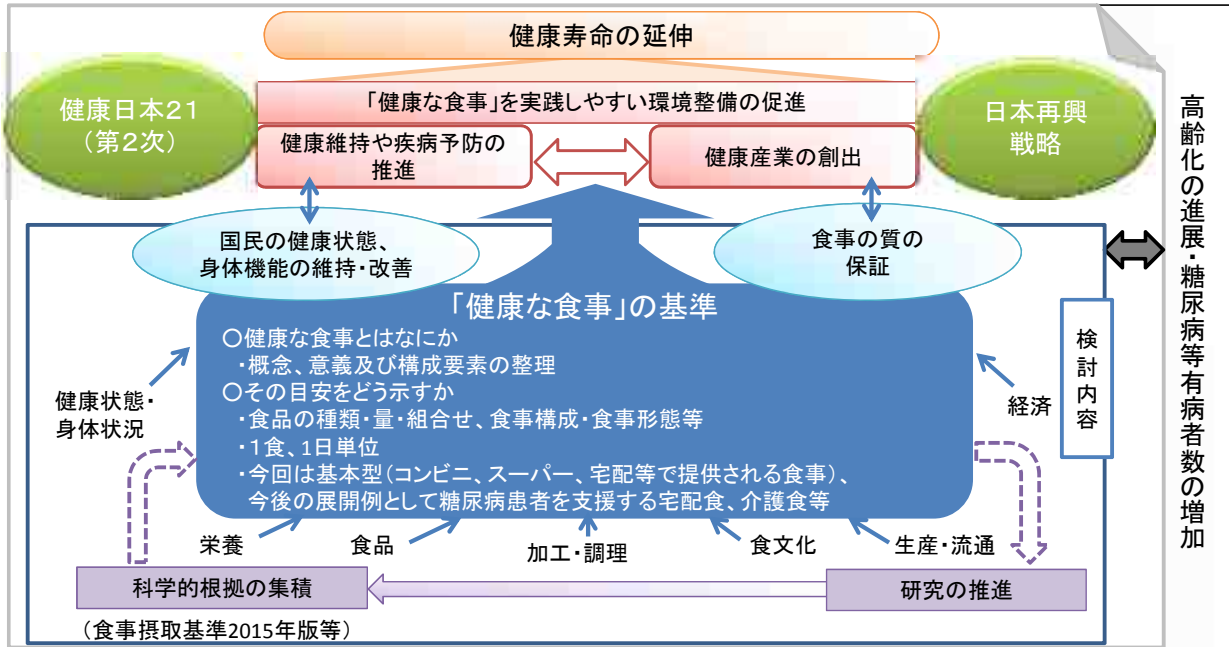 健康寿命の延伸
健康日本21
(第2次)
「健康な食事」を実践しやすい環境整備の促進
日本再興
戦略
健康維持や疾病予防の
推進
健康産業の創出
国民の健康状態、
身体機能の維持・改善
食事の質の
保証
「健康な食事」の基準
○健康な食事とはなにか
・概念、意義及び構成要素の整理
○その目安をどう示すか
・食品の種類・量・組合せ、食事構成・食事形態等
・1食、1日単位
・今回は基本型(コンビニ、スーパー、宅配等で提供される食事)、
今後の展開例として糖尿病患者を支援する宅配食、介護食等
健康状態・
身体状況
経済
検討内容
栄養
食品
加工・調理
食文化
生産・流通
科学的根拠の集積
研究の推進
(食事摂取基準2015年版等)
高齢化の進展・糖尿病等有病者数の増加